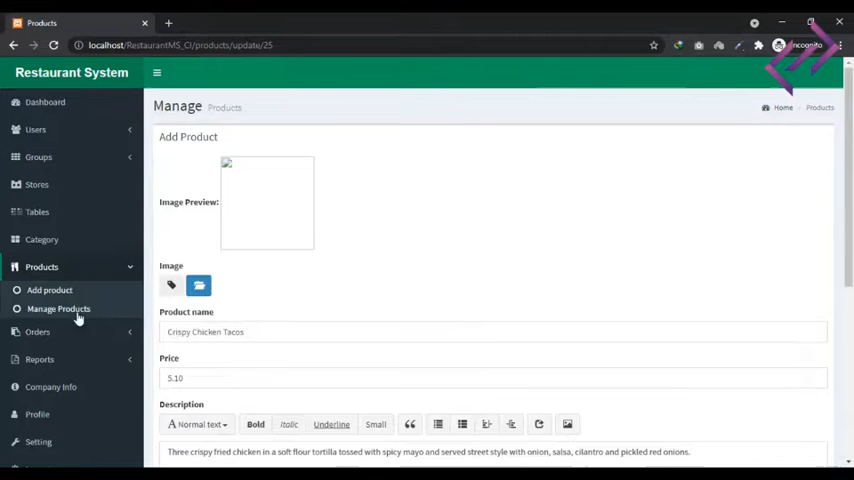 Products
localhost/RestaurantMS_CI/products/update/25
Incognito
Restaurant System
Dashboard
Users
Groups
Stores
Tables
Category
Products
Add product
Manage Products
Orders
Reports
Company Info
Profile
Setting
Manage Products
Home
Products
Add Product
Image Preview:
Image
Product name
Crispy Chicken Tacos
Price
5.10
Description
A Normal text
Bold
Italic
Underline
Small
Three crispy fried chicken in a soft flour tortilla tossed with spicy mayo and served street style with onion, salsa, cilantro and pickled red onions.